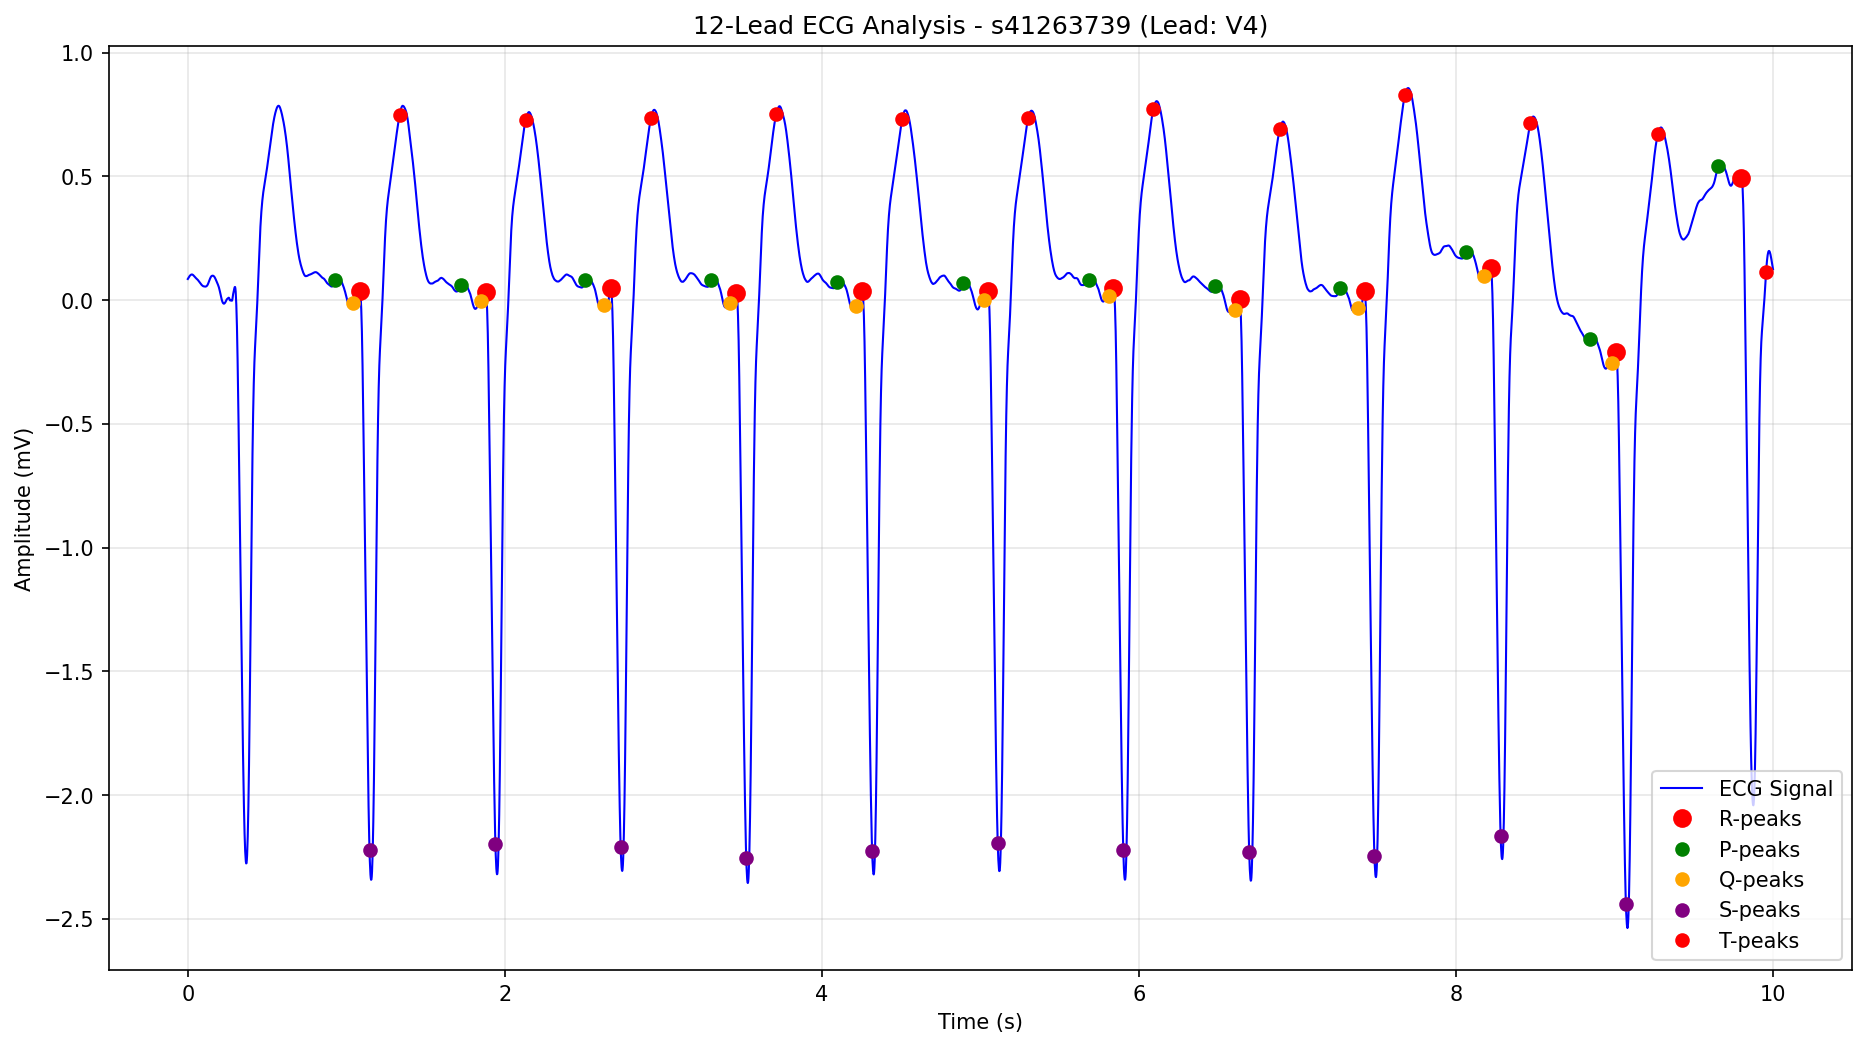 12-Lead ECG Analysis - s41263739 (Lead: V4)
1.0
0.5
0.0
−0.5
−1.0
−1.5
−2.0
−2.5
Amplitude (mV)
ECG Signal
R-peaks
P-peaks
Q-peaks
S-peaks
T-peaks
0 2 4 6 8 10
Time (s)